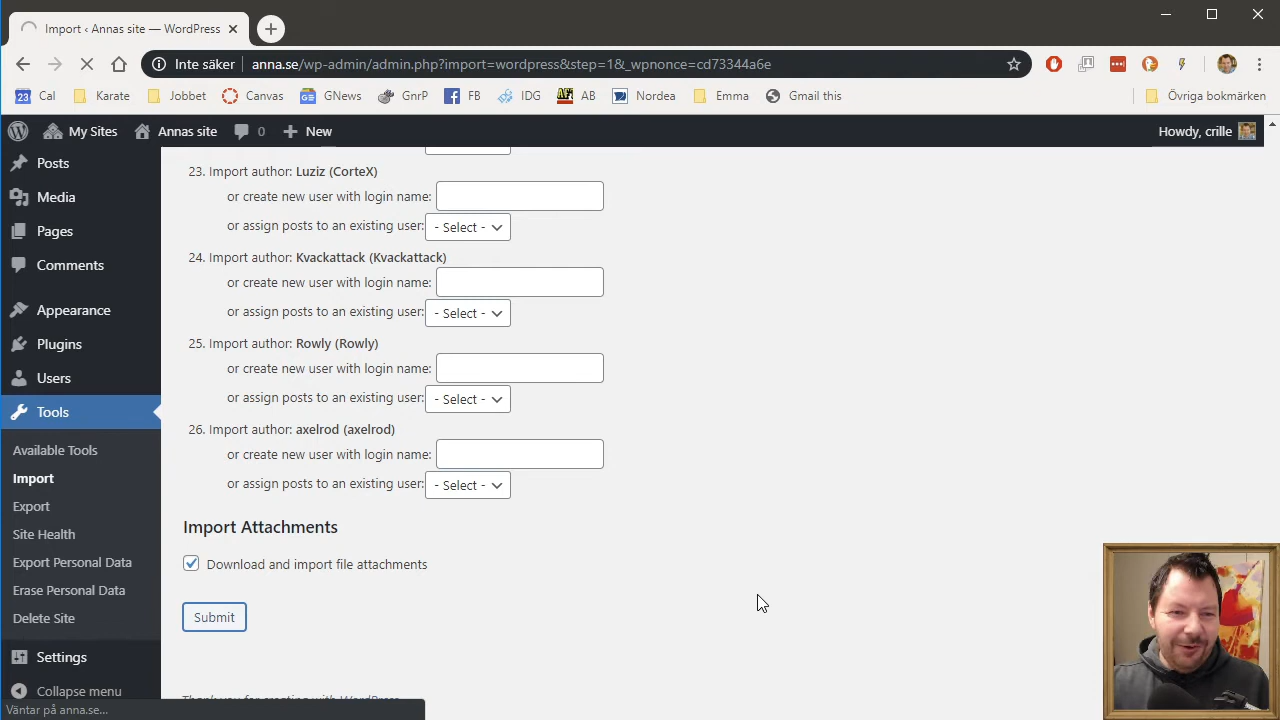 Import ‹ Annas site — WordPress
Inte säker
anna.se/wp-admin/admin.php?import=wordpress&step=1&_wpnonce=cd73344a6e
23 Cal
Karate
Jobbet
Canvas
GNews
GnrP
FB
IDG
AB
Nordea
Emma
Gmail this
Övriga bokmärken
My Sites
Annas site
0
New
Howdy, crille
Posts
Media
Pages
Comments
Appearance
Plugins
Users
Tools
Available Tools
Import
Export
Site Health
Export Personal Data
Erase Personal Data
Delete Site
Settings
Collapse menu
23. Import author: Luziz (CorteX)
or create new user with login name:
or assign posts to an existing user: - Select -
24. Import author: Kvackattack (Kvackattack)
or create new user with login name:
or assign posts to an existing user: - Select -
25. Import author: Rowly (Rowly)
or create new user with login name:
or assign posts to an existing user: - Select -
26. Import author: axelrod (axelrod)
or create new user with login name:
or assign posts to an existing user: - Select -
Import Attachments
Download and import file attachments
Submit
Thank you for creating with WordPress.
Väntar på anna.se...